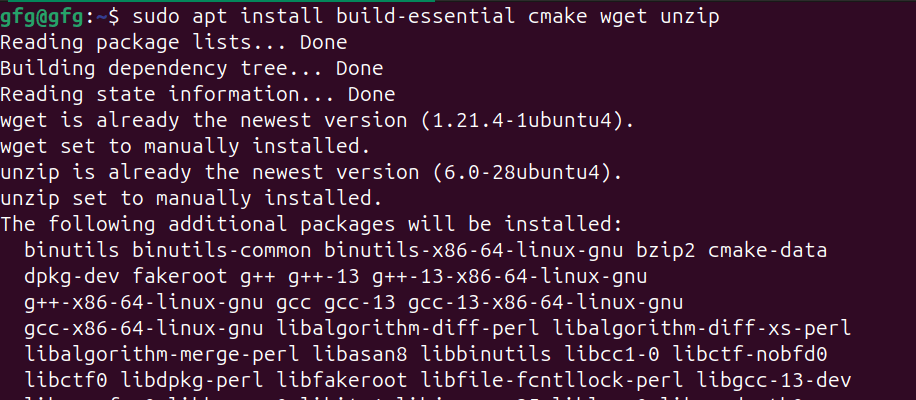 gfg@gfg:~$ sudo apt install build-essential cmake wget unzip
Reading package lists... Done
Building dependency tree... Done
Reading state information... Done
wget is already the newest version (1.21.4-1ubuntu4).
wget set to manually installed.
unzip is already the newest version (6.0-28ubuntu4).
unzip set to manually installed.
The following additional packages will be installed:
  binutils binutils-common binutils-x86-64-linux-gnu bzip2 cmake-data
  dpkg-dev fakeroot g++ g++-13 g++-13-x86-64-linux-gnu
  g++-x86-64-linux-gnu gcc gcc-13 gcc-13-x86-64-linux-gnu
  gcc-x86-64-linux-gnu libalgorithm-diff-perl libalgorithm-diff-xs-perl
  libalgorithm-merge-perl libasan8 libbinutils libcc1-0 libctf-nobfd0
  libctf0 libdpkg-perl libfakeroot libfile-fcntllock-perl libgcc-13-dev